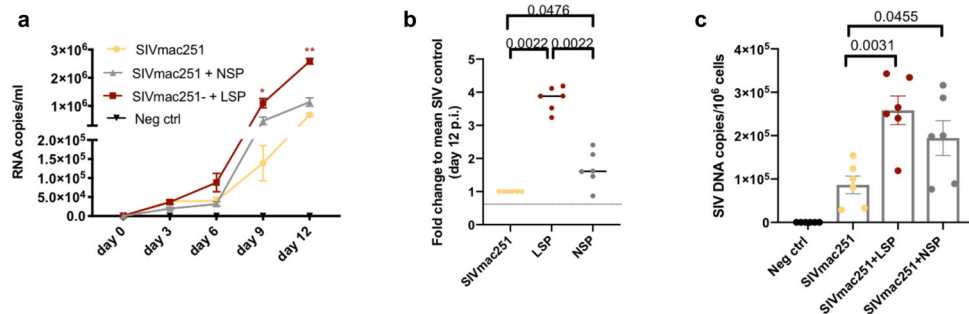 a
SIVmac251
SIVmac251 + NSP
SIVmac251- + LSP
Neg ctrl
RNA copies/ml
3×10⁶
2×10⁶
1×10⁶
2.0×10⁵
1.5×10⁵
1.0×10⁵
5.0×10⁴
0.0
*
**
day 0
day 3
day 6
day 9
day 12
b
0.0476
0.0022
0.0022
Fold change to mean SIV control
(day 12 p.i.)
5
4
3
2
1
0
SIVmac251
LSP
NSP
c
0.0455
0.0031
SIV DNA copies/10⁶ cells
4×10⁵
3×10⁵
2×10⁵
1×10⁵
0
Neg ctrl
SIVmac251
SIVmac251+LSP
SIVmac251+NSP